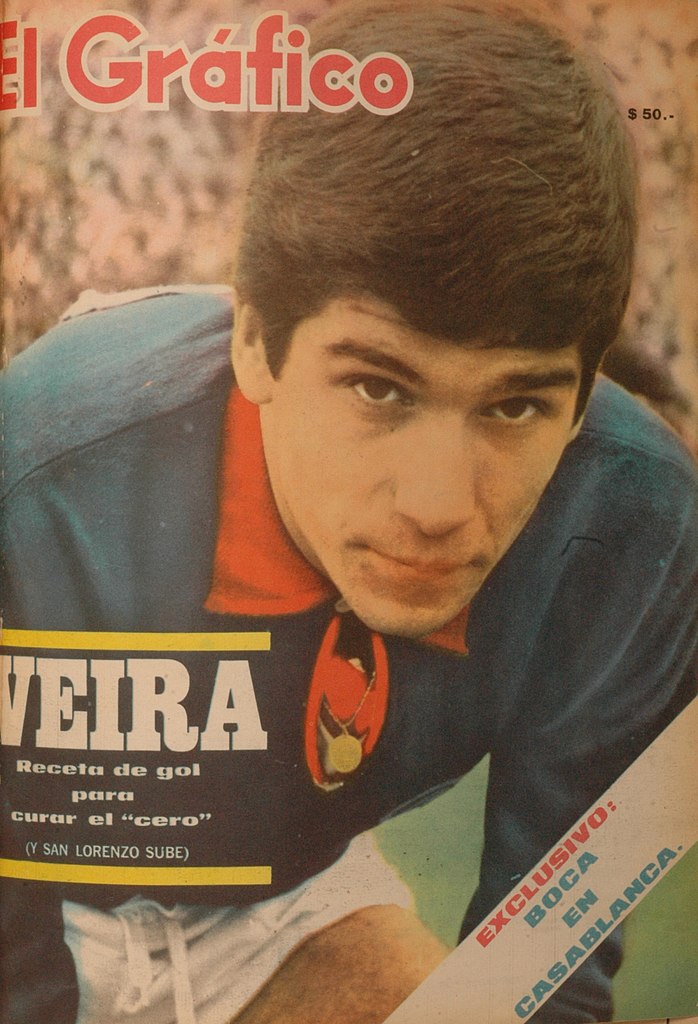 El Gráfico
$ 50.-
VEIRA
Receta de gol
para
curar el "cero"
(Y SAN LORENZO SUBE)
EXCLUSIVO:
BOCA
EN
CASABLANCA.